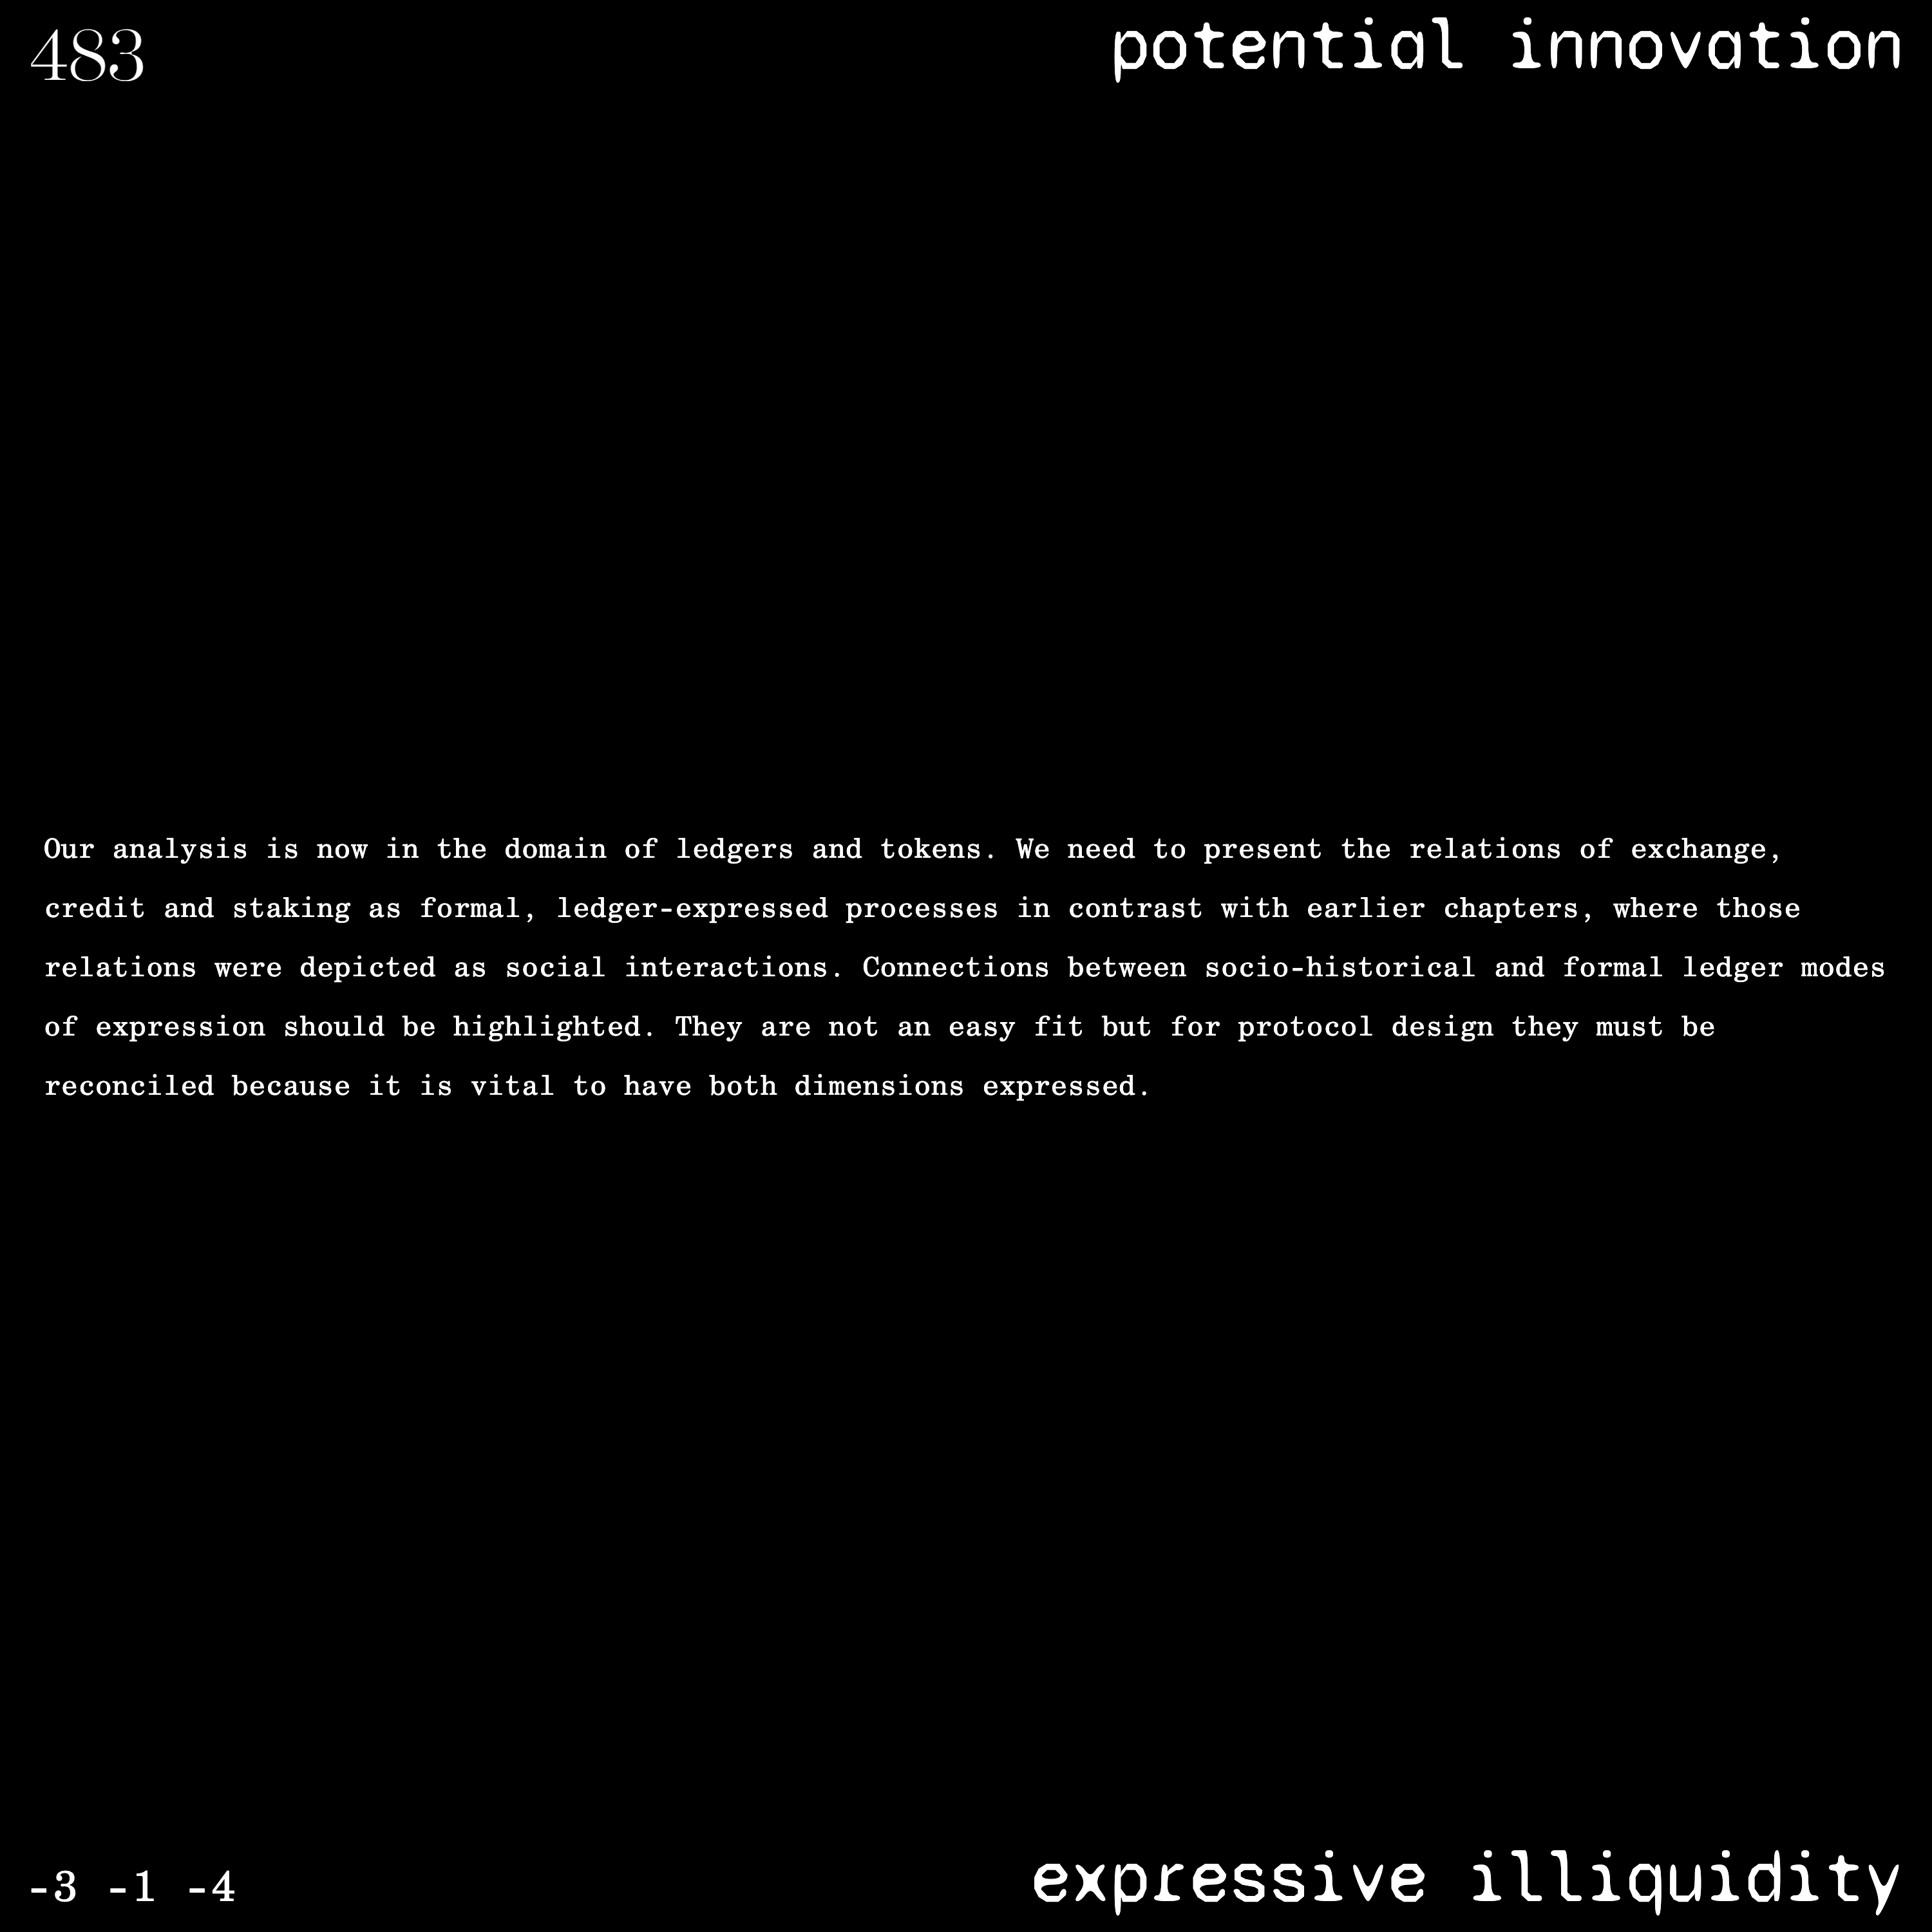 483
potential innovation
Our analysis is now in the domain of ledgers and tokens. We need to present the relations of exchange,
credit and staking as formal, ledger-expressed processes in contrast with earlier chapters, where those
relations were depicted as social interactions. Connections between socio-historical and formal ledger modes
of expression should be highlighted. They are not an easy fit but for protocol design they must be
reconciled because it is vital to have both dimensions expressed.
-3 -1 -4
expressive illiquidity